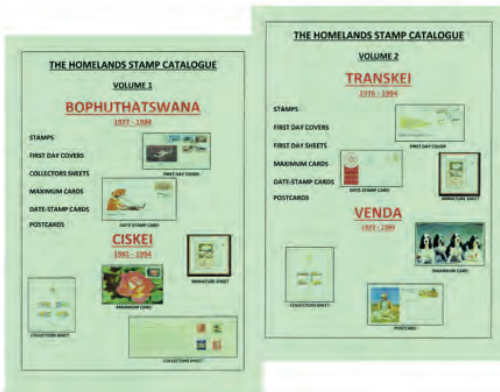 THE HOMELANDS STAMP CATALOGUE
VOLUME 1
BOPHUTHATSWANA
1977 - 1994
STAMPS
FIRST DAY COVERS
COLLECTORS SHEETS
MAXIMUM CARDS
DATE-STAMP CARDS
POSTCARDS
FIRST DAY COVER
DATE-STAMP CARD
CISKEI
1981 - 1994
MINIATURE SHEET
MAXIMUM CARD
COLLECTORS SHEET
COLLECTORS SHEET
THE HOMELANDS STAMP CATALOGUE
VOLUME 2
TRANSKEI
1976 - 1994
STAMPS
FIRST DAY COVERS
FIRST DAY SHEETS
MAXIMUM CARDS
DATE-STAMP CARDS
POSTCARDS
FIRST DAY COVER
DATE-STAMP CARD
MINIATURE SHEET
VENDA
1979 - 1994
MAXIMUM CARD
COLLECTORS SHEET
POSTCARD